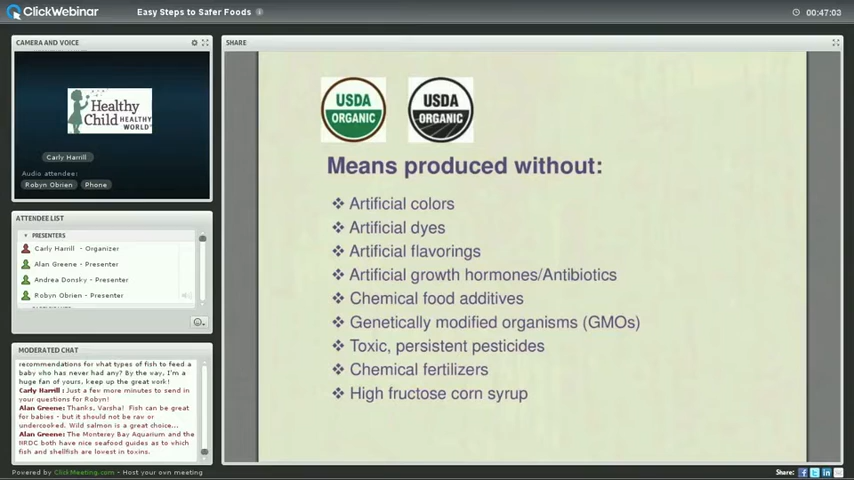 ClickWebinar
Easy Steps to Safer Foods
00:47:03
CAMERA AND VOICE
Healthy
Child HEALTHY
WORLD
Carly Harrill
Audio attendee:
Robyn Obrien
Phone
ATTENDEE LIST
PRESENTERS
Carly Harrill - Organizer
Alan Greene - Presenter
Andrea Donsky - Presenter
Robyn Obrien - Presenter
MODERATED CHAT
recommendations for what types of fish to feed a
baby who has never had any? By the way, I'm a
huge fan of yours, keep up the great work!
Carly Harrill : Just a few more minutes to send in
your questions for Robyn!
Alan Greene: Thanks, Varsha! Fish can be great
for babies - but it should not be raw or
undercooked. Wild salmon is a great choice...
Alan Greene: The Monterey Bay Aquarium and the
NRDC both have nice seafood guides as to which
fish and shellfish are lovest in toxins.
SHARE
USDA
ORGANIC
USDA
ORGANIC
Means produced without:
❖ Artificial colors
❖ Artificial dyes
❖ Artificial flavorings
❖ Artificial growth hormones/Antibiotics
❖ Chemical food additives
❖ Genetically modified organisms (GMOs)
❖ Toxic, persistent pesticides
❖ Chemical fertilizers
❖ High fructose corn syrup
Powered by ClickMeeting.com - Host your own meeting
Share: